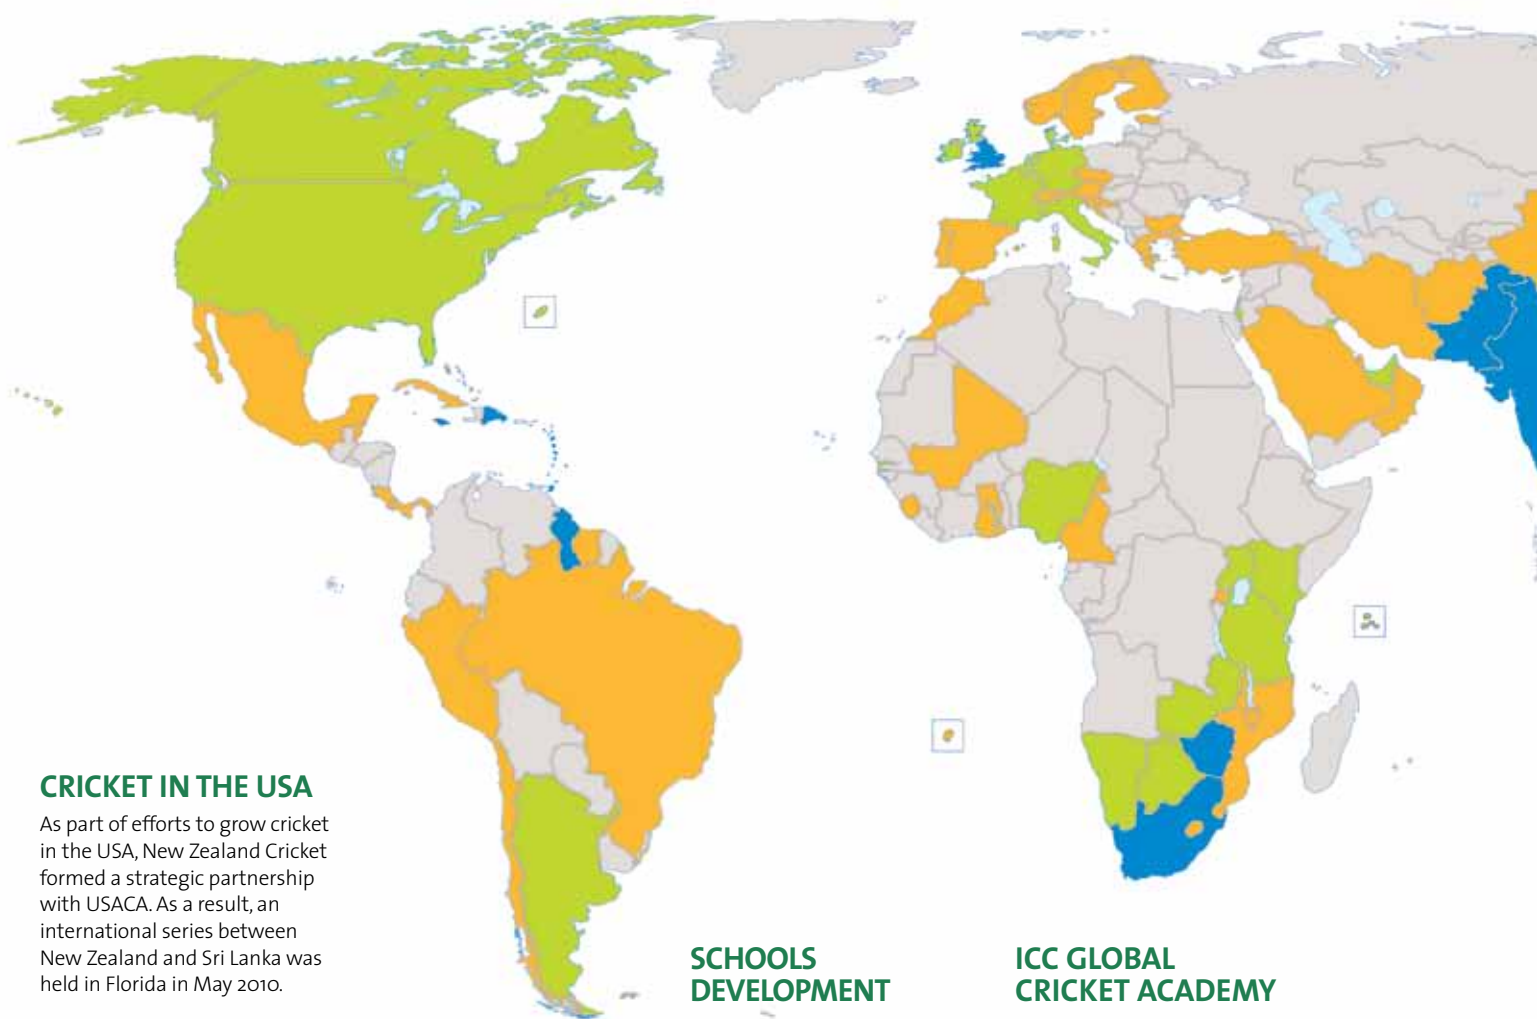 CRICKET IN THE USA
As part of efforts to grow cricket
in the USA, New Zealand Cricket
formed a strategic partnership
with USACA. As a result, an
international series between
New Zealand and Sri Lanka was
held in Florida in May 2010.
SCHOOLS
DEVELOPMENT
ICC GLOBAL
CRICKET ACADEMY